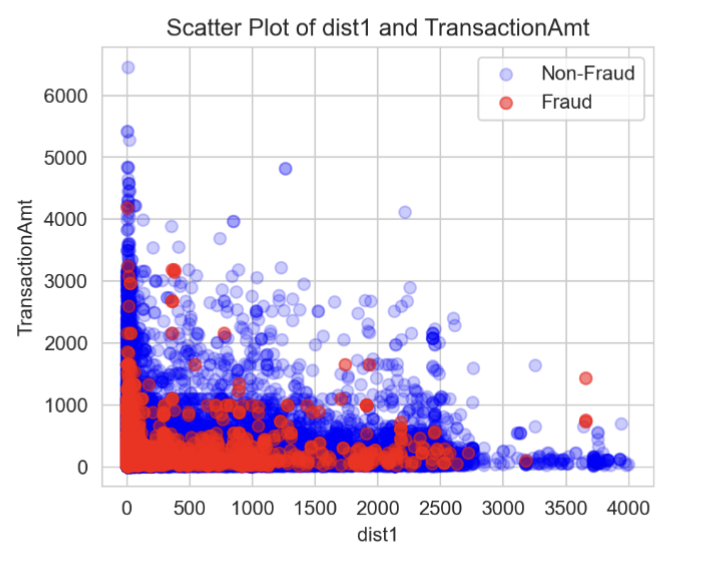 Scatter Plot of dist1 and TransactionAmt
Non-Fraud
Fraud
TransactionAmt
6000
5000
4000
3000
2000
1000
0
0 500 1000 1500 2000 2500 3000 3500 4000
dist1